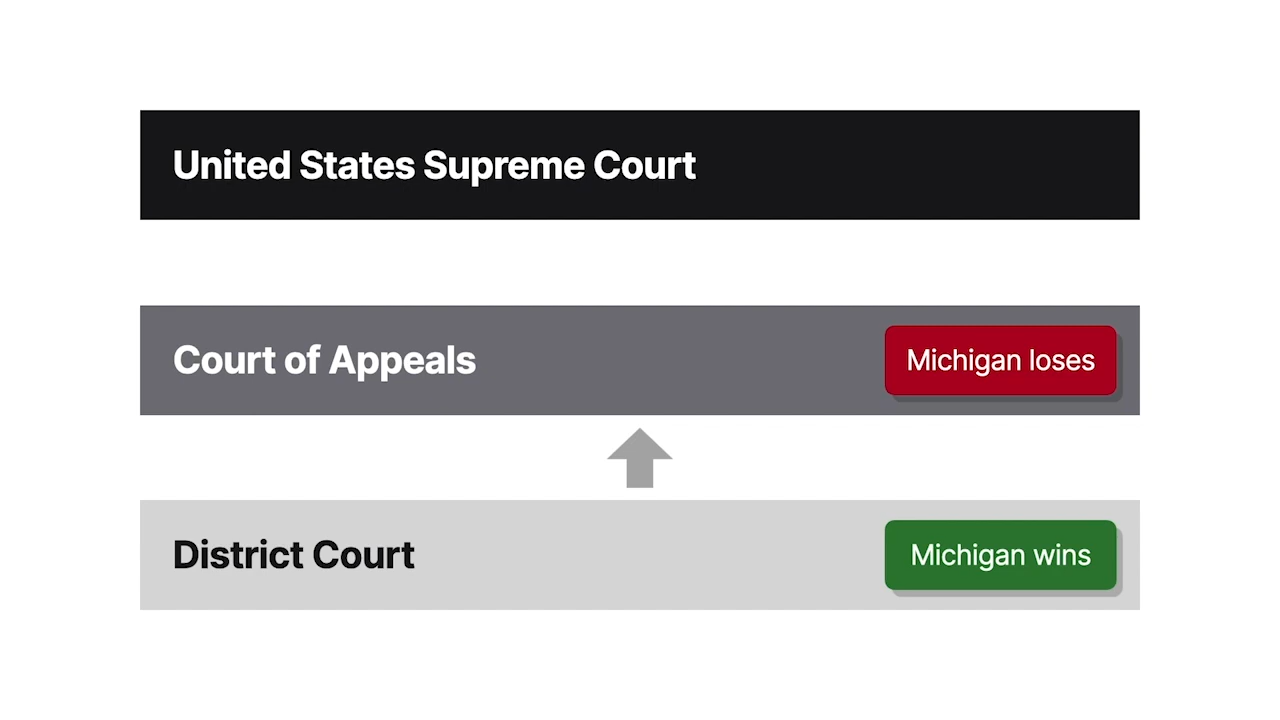 United States Supreme Court
Court of Appeals
Michigan loses
District Court
Michigan wins